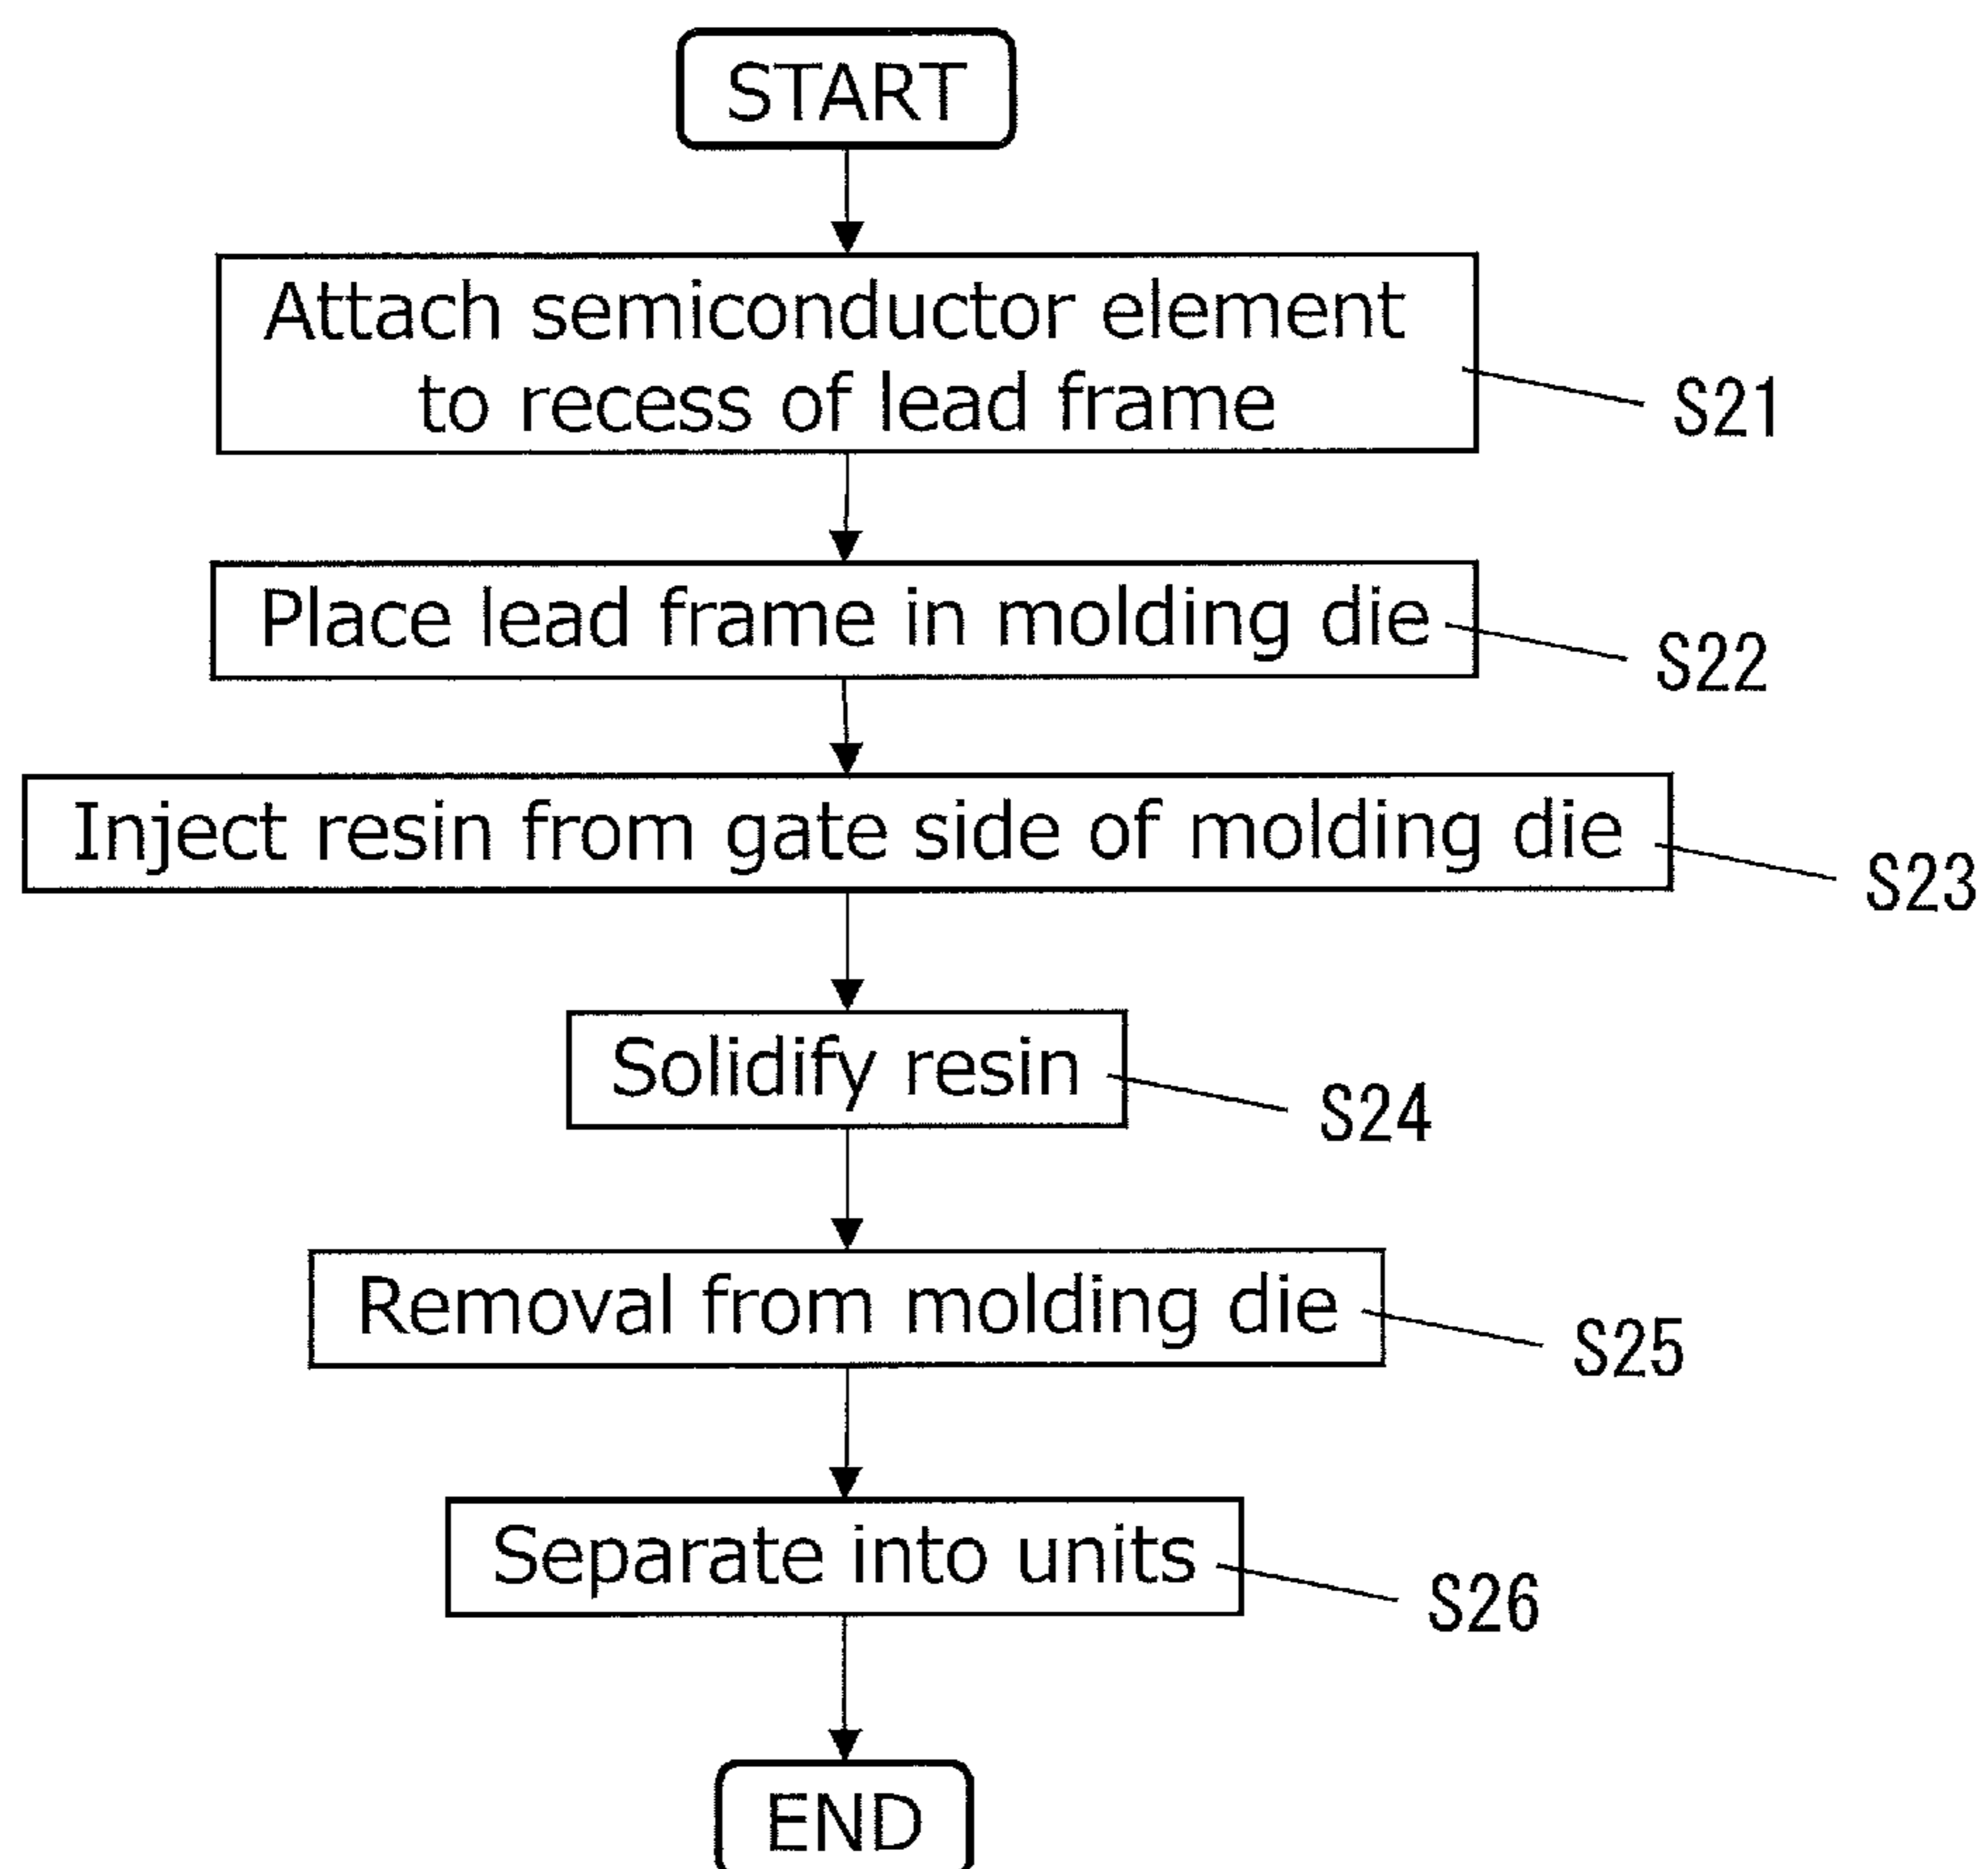 START
Attach semiconductor element
to recess of lead frame
S21
Place lead frame in molding die
S22
Inject resin from gate side of molding die
S23
Solidify resin
S24
Removal from molding die
S25
Separate into units
S26
END